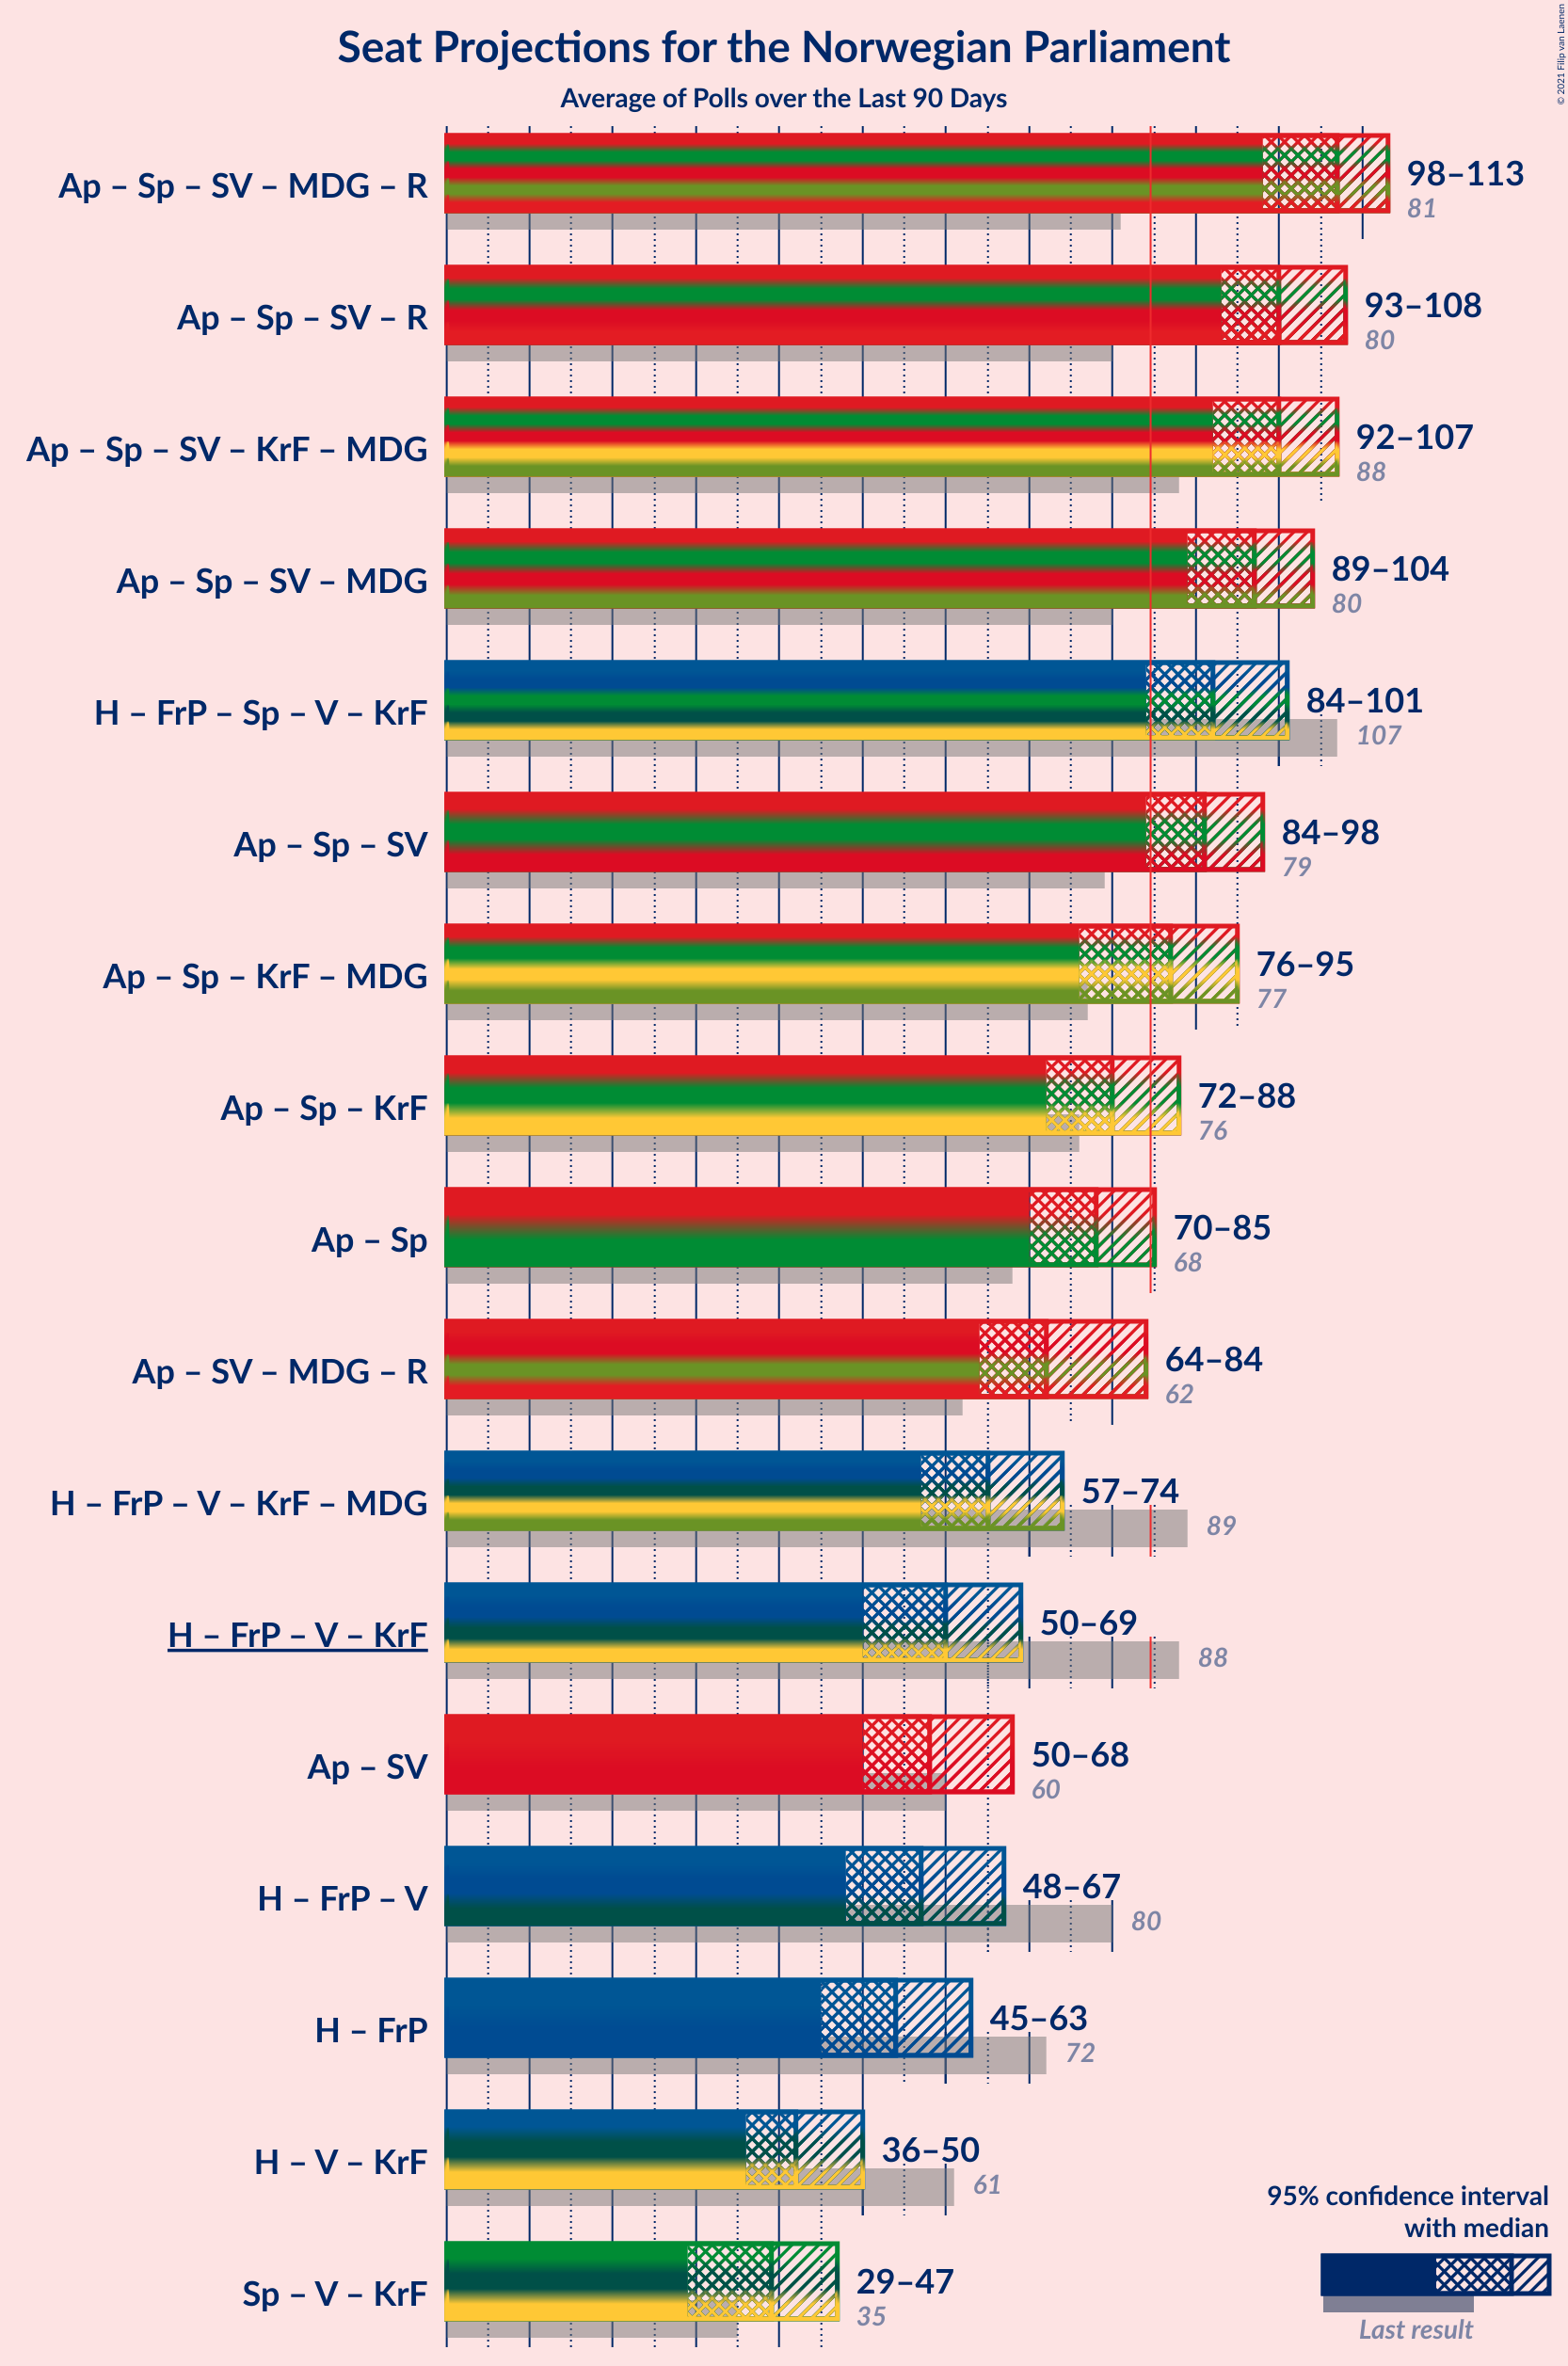 © 2021 Filip van Laenen
Seat Projections for the Norwegian Parliament
Average of Polls over the Last 90 Days
Ap – Sp – SV – MDG – R
98–113
81
Ap – Sp – SV – R
93–108
80
Ap – Sp – SV – KrF – MDG
92–107
88
Ap – Sp – SV – MDG
89–104
80
H – FrP – Sp – V – KrF
84–101
107
Ap – Sp – SV
84–98
79
Ap – Sp – KrF – MDG
76–95
77
Ap – Sp – KrF
72–88
76
Ap – Sp
70–85
68
Ap – SV – MDG – R
64–84
62
H – FrP – V – KrF – MDG
57–74
89
H – FrP – V – KrF
50–69
88
Ap – SV
50–68
60
H – FrP – V
48–67
80
H – FrP
45–63
72
H – V – KrF
36–50
61
Sp – V – KrF
29–47
35
95% confidence interval
with median
Last result